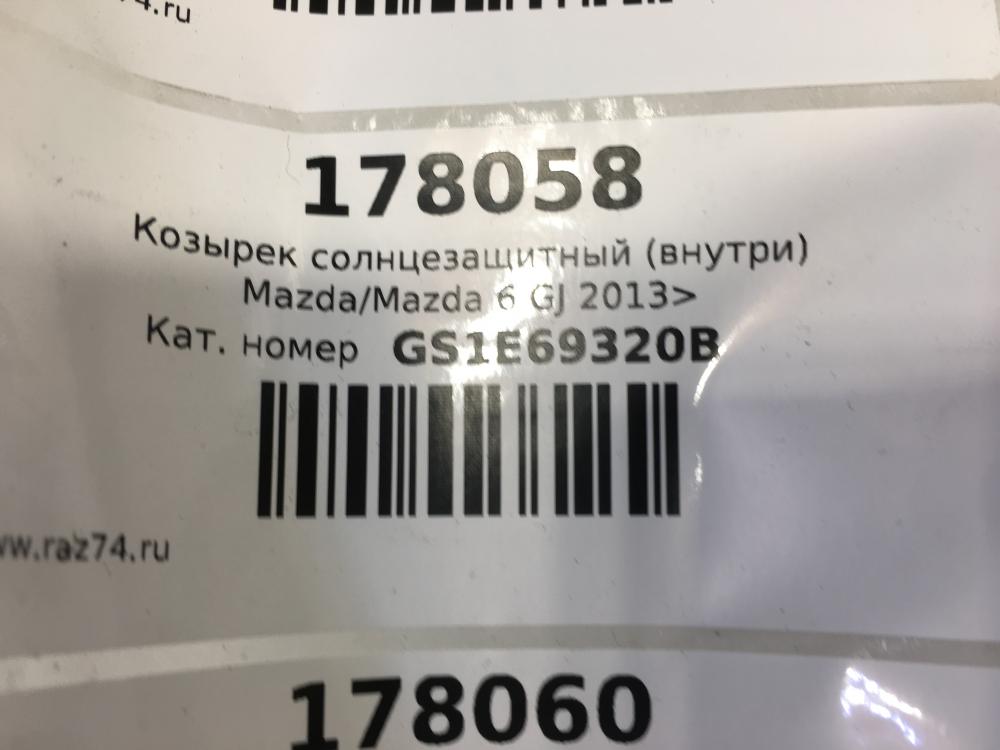 178058
Козырек солнцезащитный (внутри)
Mazda/Mazda 6 GJ 2013>
Кат. номер GS1E69320B
www.raz74.ru
178060